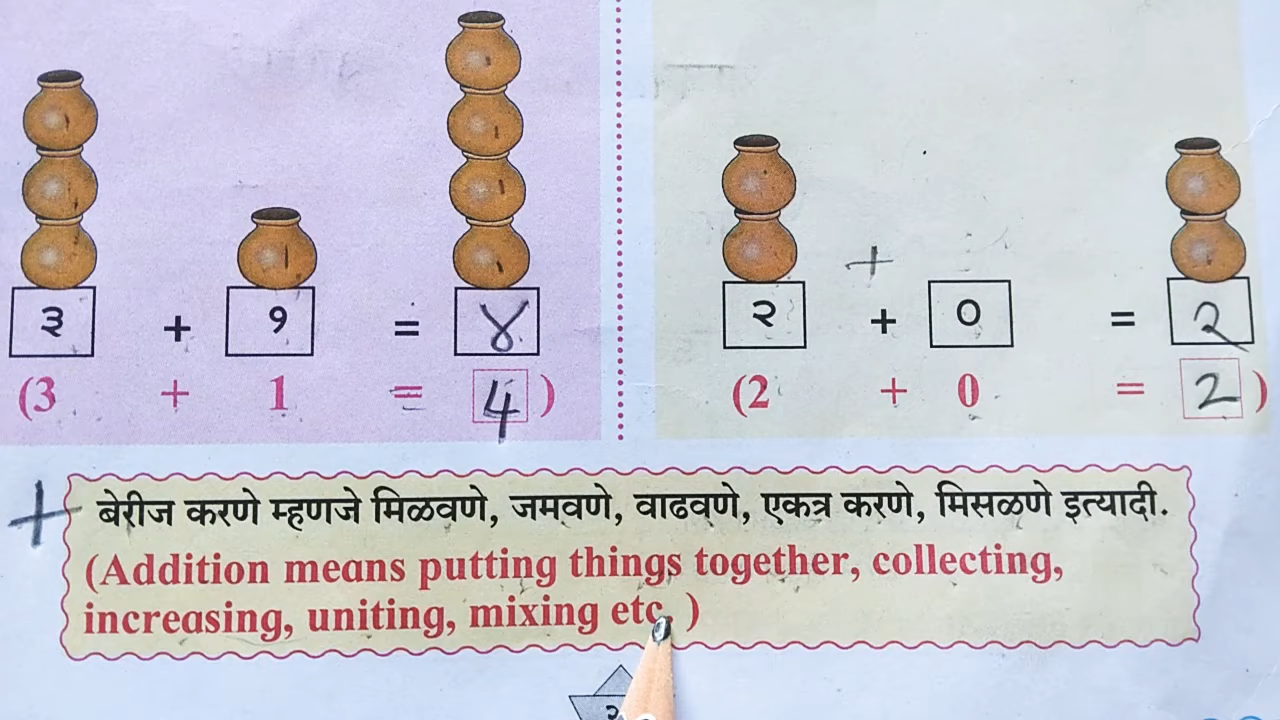 ३ + १ = ४
(3 + 1 = 4)
+
२ + ० = २
(2 + 0 = 2)
+ बेरीज करणे म्हणजे मिळवणे, जमवणे, वाढवणे, एकत्र करणे, मिसळणे इत्यादी.
(Addition means putting things together, collecting,
increasing, uniting, mixing etc. )